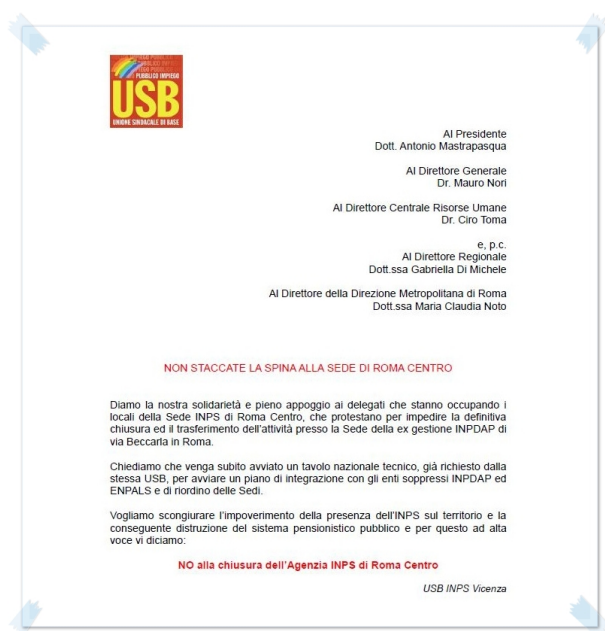 PUBBLICO IMPIEGO
USB
UNIONE SINDACALE DI BASE
Al Presidente
Dott. Antonio Mastrapasqua
Al Direttore Generale
Dr. Mauro Nori
Al Direttore Centrale Risorse Umane
Dr. Ciro Toma
e, p.c.
Al Direttore Regionale
Dott.ssa Gabriella Di Michele
Al Direttore della Direzione Metropolitana di Roma
Dott.ssa Maria Claudia Noto
NON STACCATE LA SPINA ALLA SEDE DI ROMA CENTRO
Diamo la nostra solidarietà e pieno appoggio ai delegati che stanno occupando i
locali della Sede INPS di Roma Centro, che protestano per impedire la definitiva
chiusura ed il trasferimento dell'attività presso la Sede della ex gestione INPDAP di
via Beccarla in Roma.
Chiediamo che venga subito avviato un tavolo nazionale tecnico, già richiesto dalla
stessa USB, per avviare un piano di integrazione con gli enti soppressi INPDAP ed
ENPALS e di riordino delle Sedi.
Vogliamo scongiurare l'impoverimento della presenza dell'INPS sul territorio e la
conseguente distruzione del sistema pensionistico pubblico e per questo ad alta
voce vi diciamo:
NO alla chiusura dell'Agenzia INPS di Roma Centro
USB INPS Vicenza